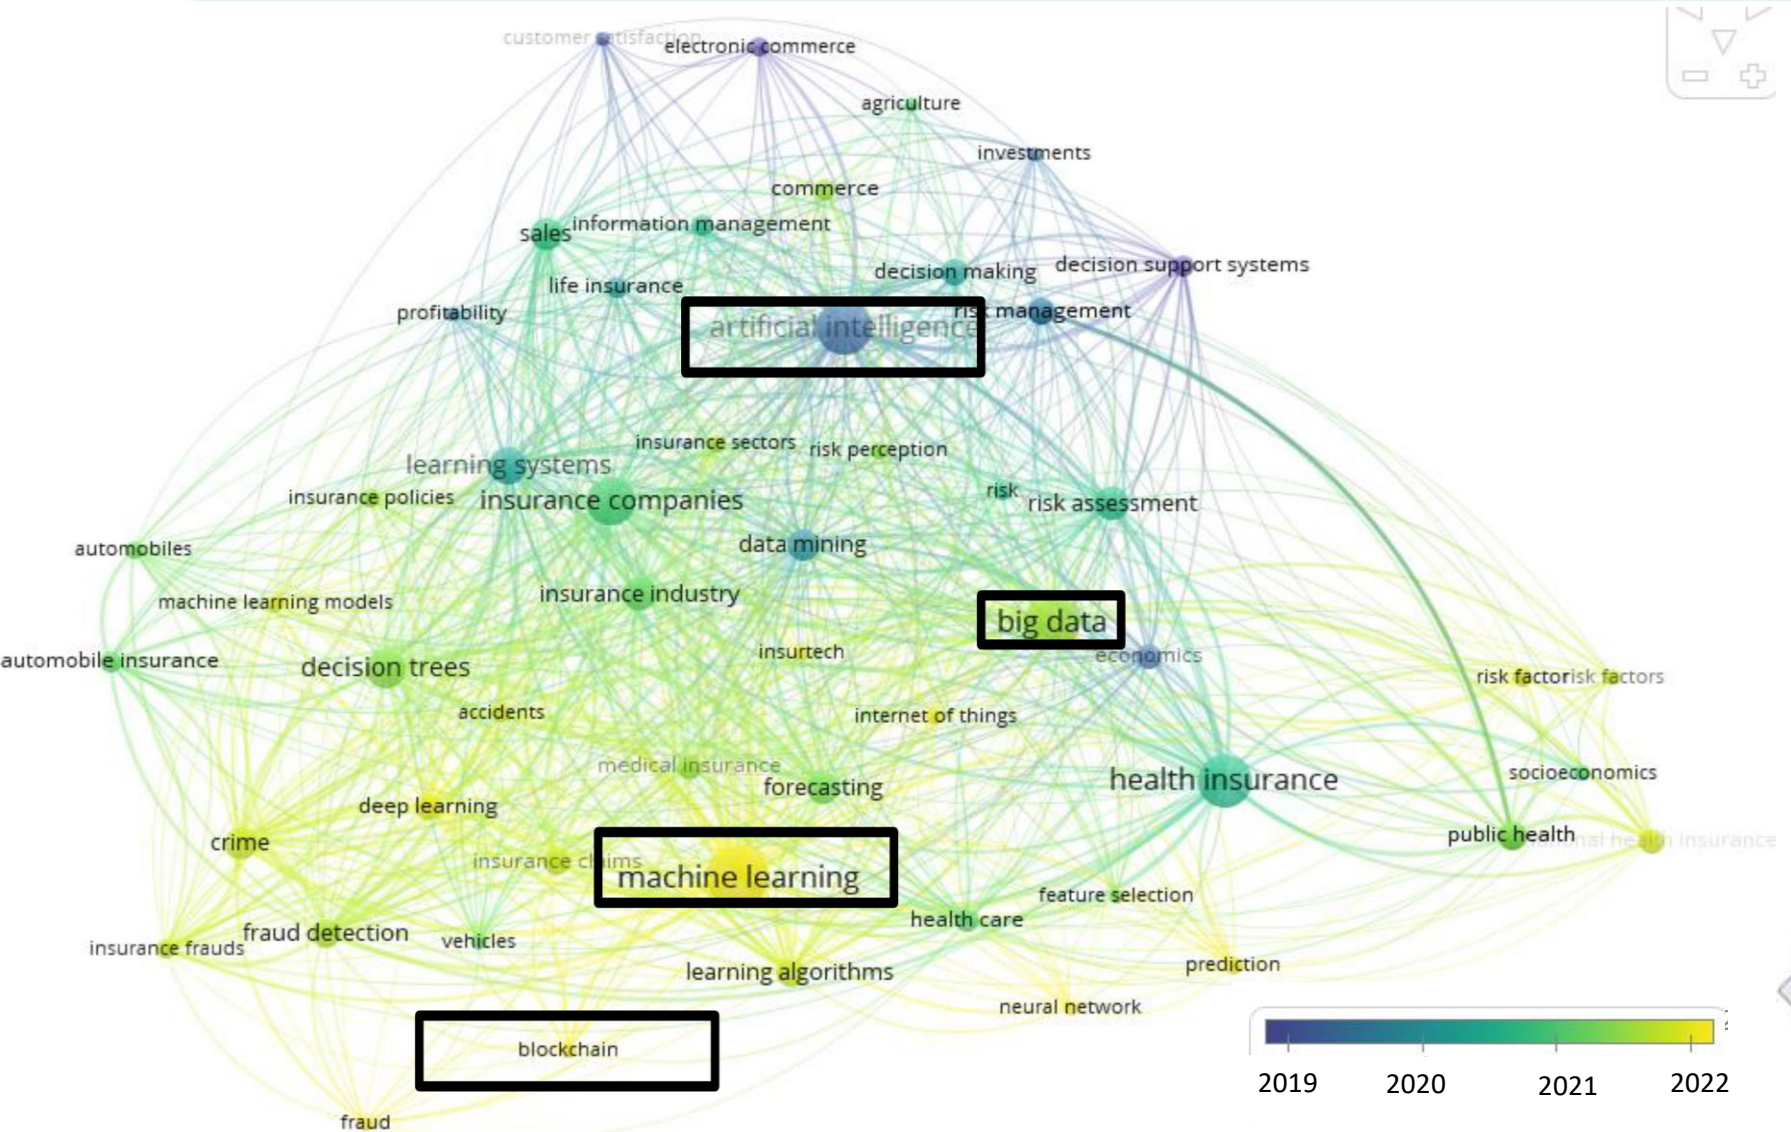 customer satisfaction
electronic commerce
agriculture
investments
commerce
sales
information management
decision making
decision support systems
life insurance
profitability
risk management
artificial intelligence
insurance sectors
risk perception
learning systems
insurance policies
insurance companies
risk
risk assessment
automobiles
data mining
machine learning models
insurance industry
big data
insurtech
economics
automobile insurance
decision trees
risk factor
risk factors
accidents
internet of things
medical insurance
forecasting
health insurance
socioeconomics
deep learning
crime
public health
national health insurance
insurance claims
machine learning
feature selection
health care
insurance frauds
fraud detection
vehicles
learning algorithms
prediction
neural network
blockchain
fraud
2019 2020 2021 2022